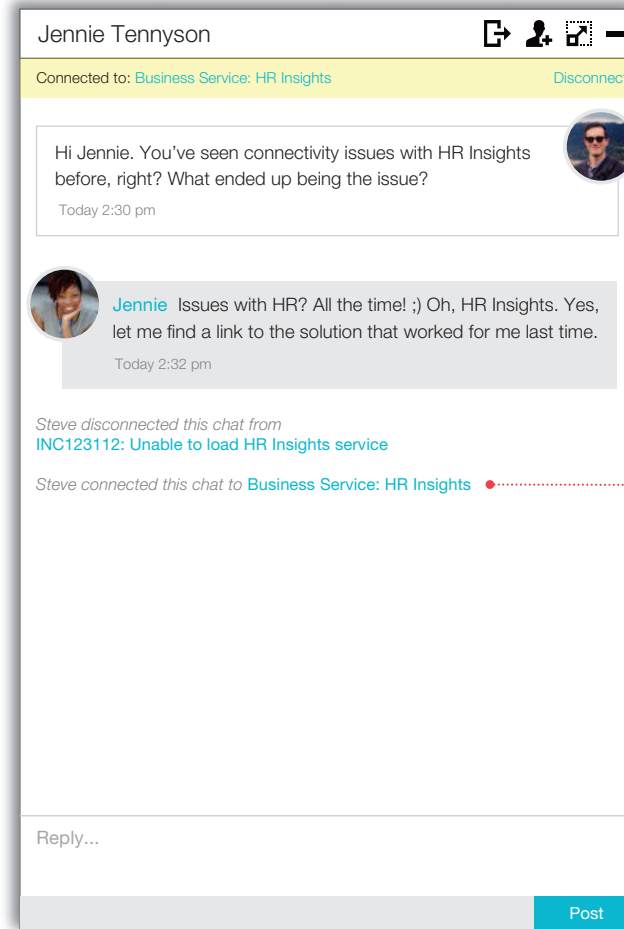 Jennie Tennyson
Connected to: Business Service: HR Insights Disconnect
Hi Jennie. You’ve seen connectivity issues with HR Insights
before, right? What ended up being the issue?
Today 2:30 pm
Jennie Issues with HR? All the time! ;) Oh, HR Insights. Yes,
let me find a link to the solution that worked for me last time.
Today 2:32 pm
Steve disconnected this chat from
INC123112: Unable to load HR Insights service
Steve connected this chat to Business Service: HR Insights
Reply...
Post